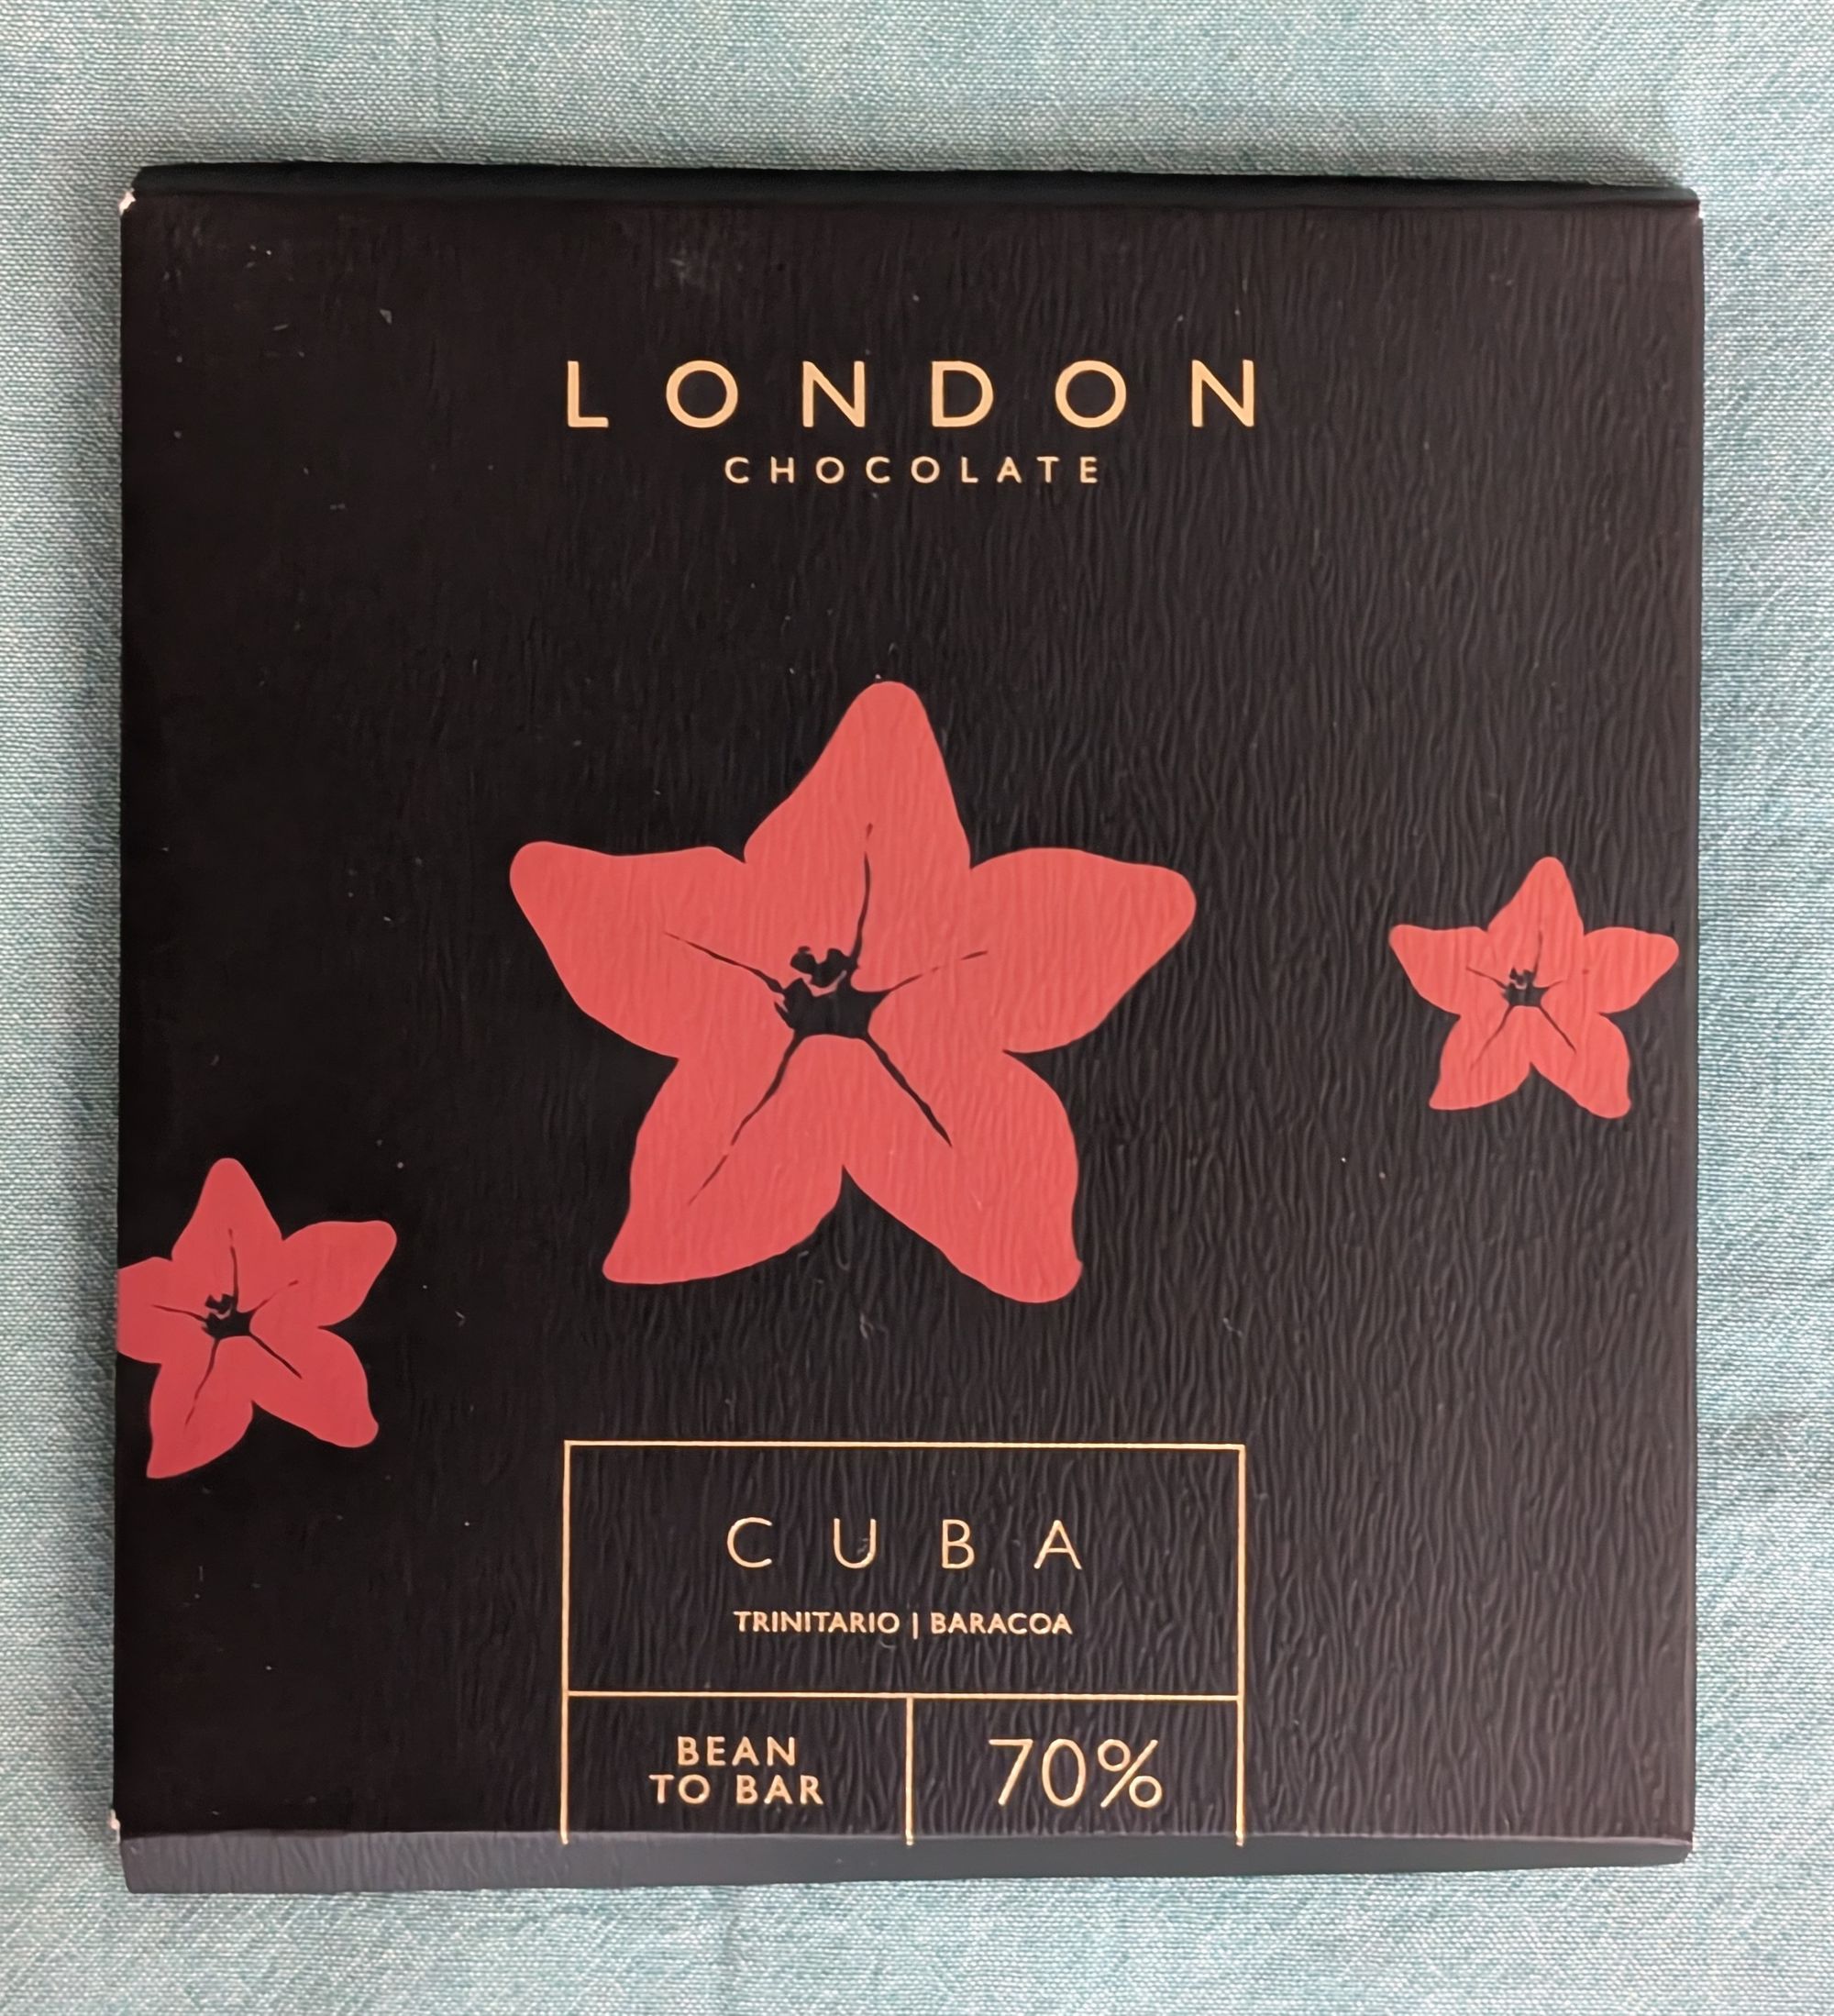 LONDON
CHOCOLATE
CUBA
TRINITARIO | BARACOA
BEAN
TO BAR
70%